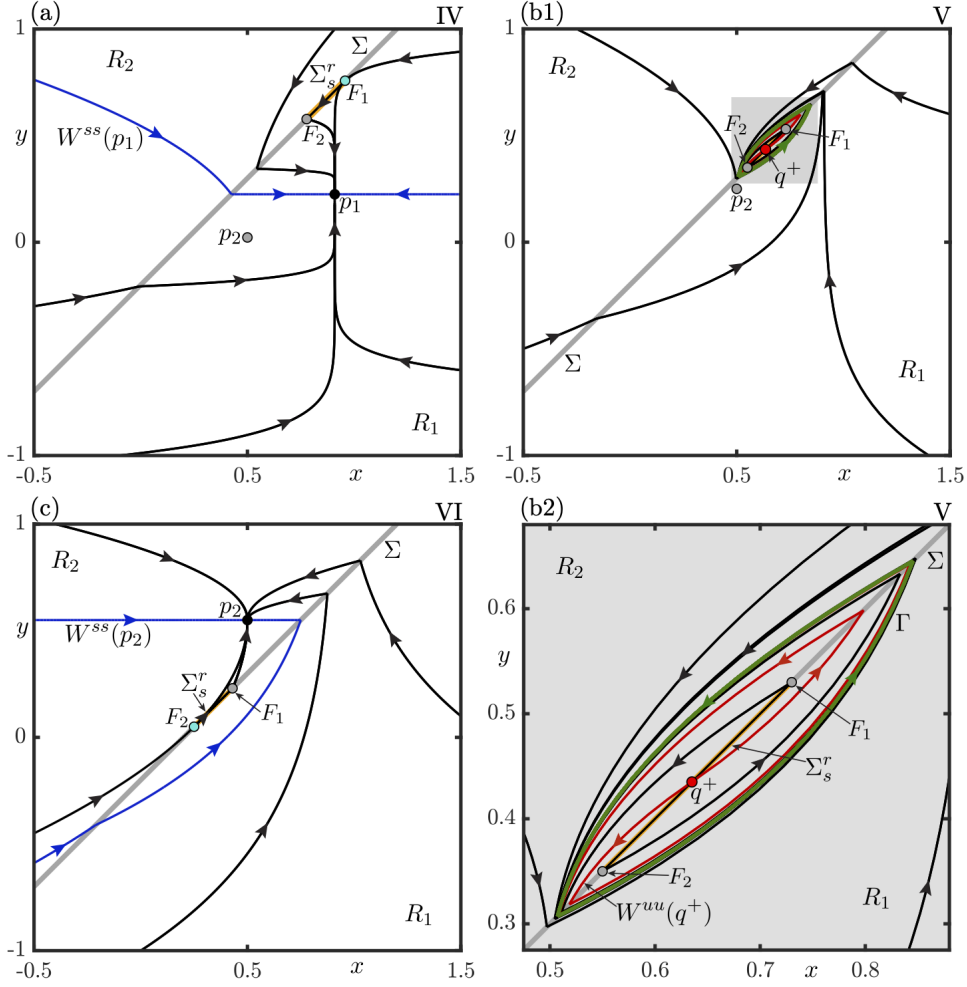 (a) IV
1
R₂
Σ
Σₛʳ
F₁
F₂
y
Wˢˢ(p₁)
p₁
p₂
0
R₁
-1
-0.5 0.5 x 1.5
(b1) V
1
R₂
F₂
F₁
y
q⁺
p₂
0
Σ
R₁
-1
-0.5 0.5 x 1.5
(c) VI
1
R₂
Σ
p₂
y
Wˢˢ(p₂)
Σₛʳ
F₂
F₁
0
R₁
-1
-0.5 0.5 x 1.5
(b2) V
R₂
Σ
0.6
Γ
y
F₁
0.5
Σₛʳ
q⁺
0.4
F₂
Wᵘᵘ(q⁺)
R₁
0.3
0.5 0.6 0.7 x 0.8